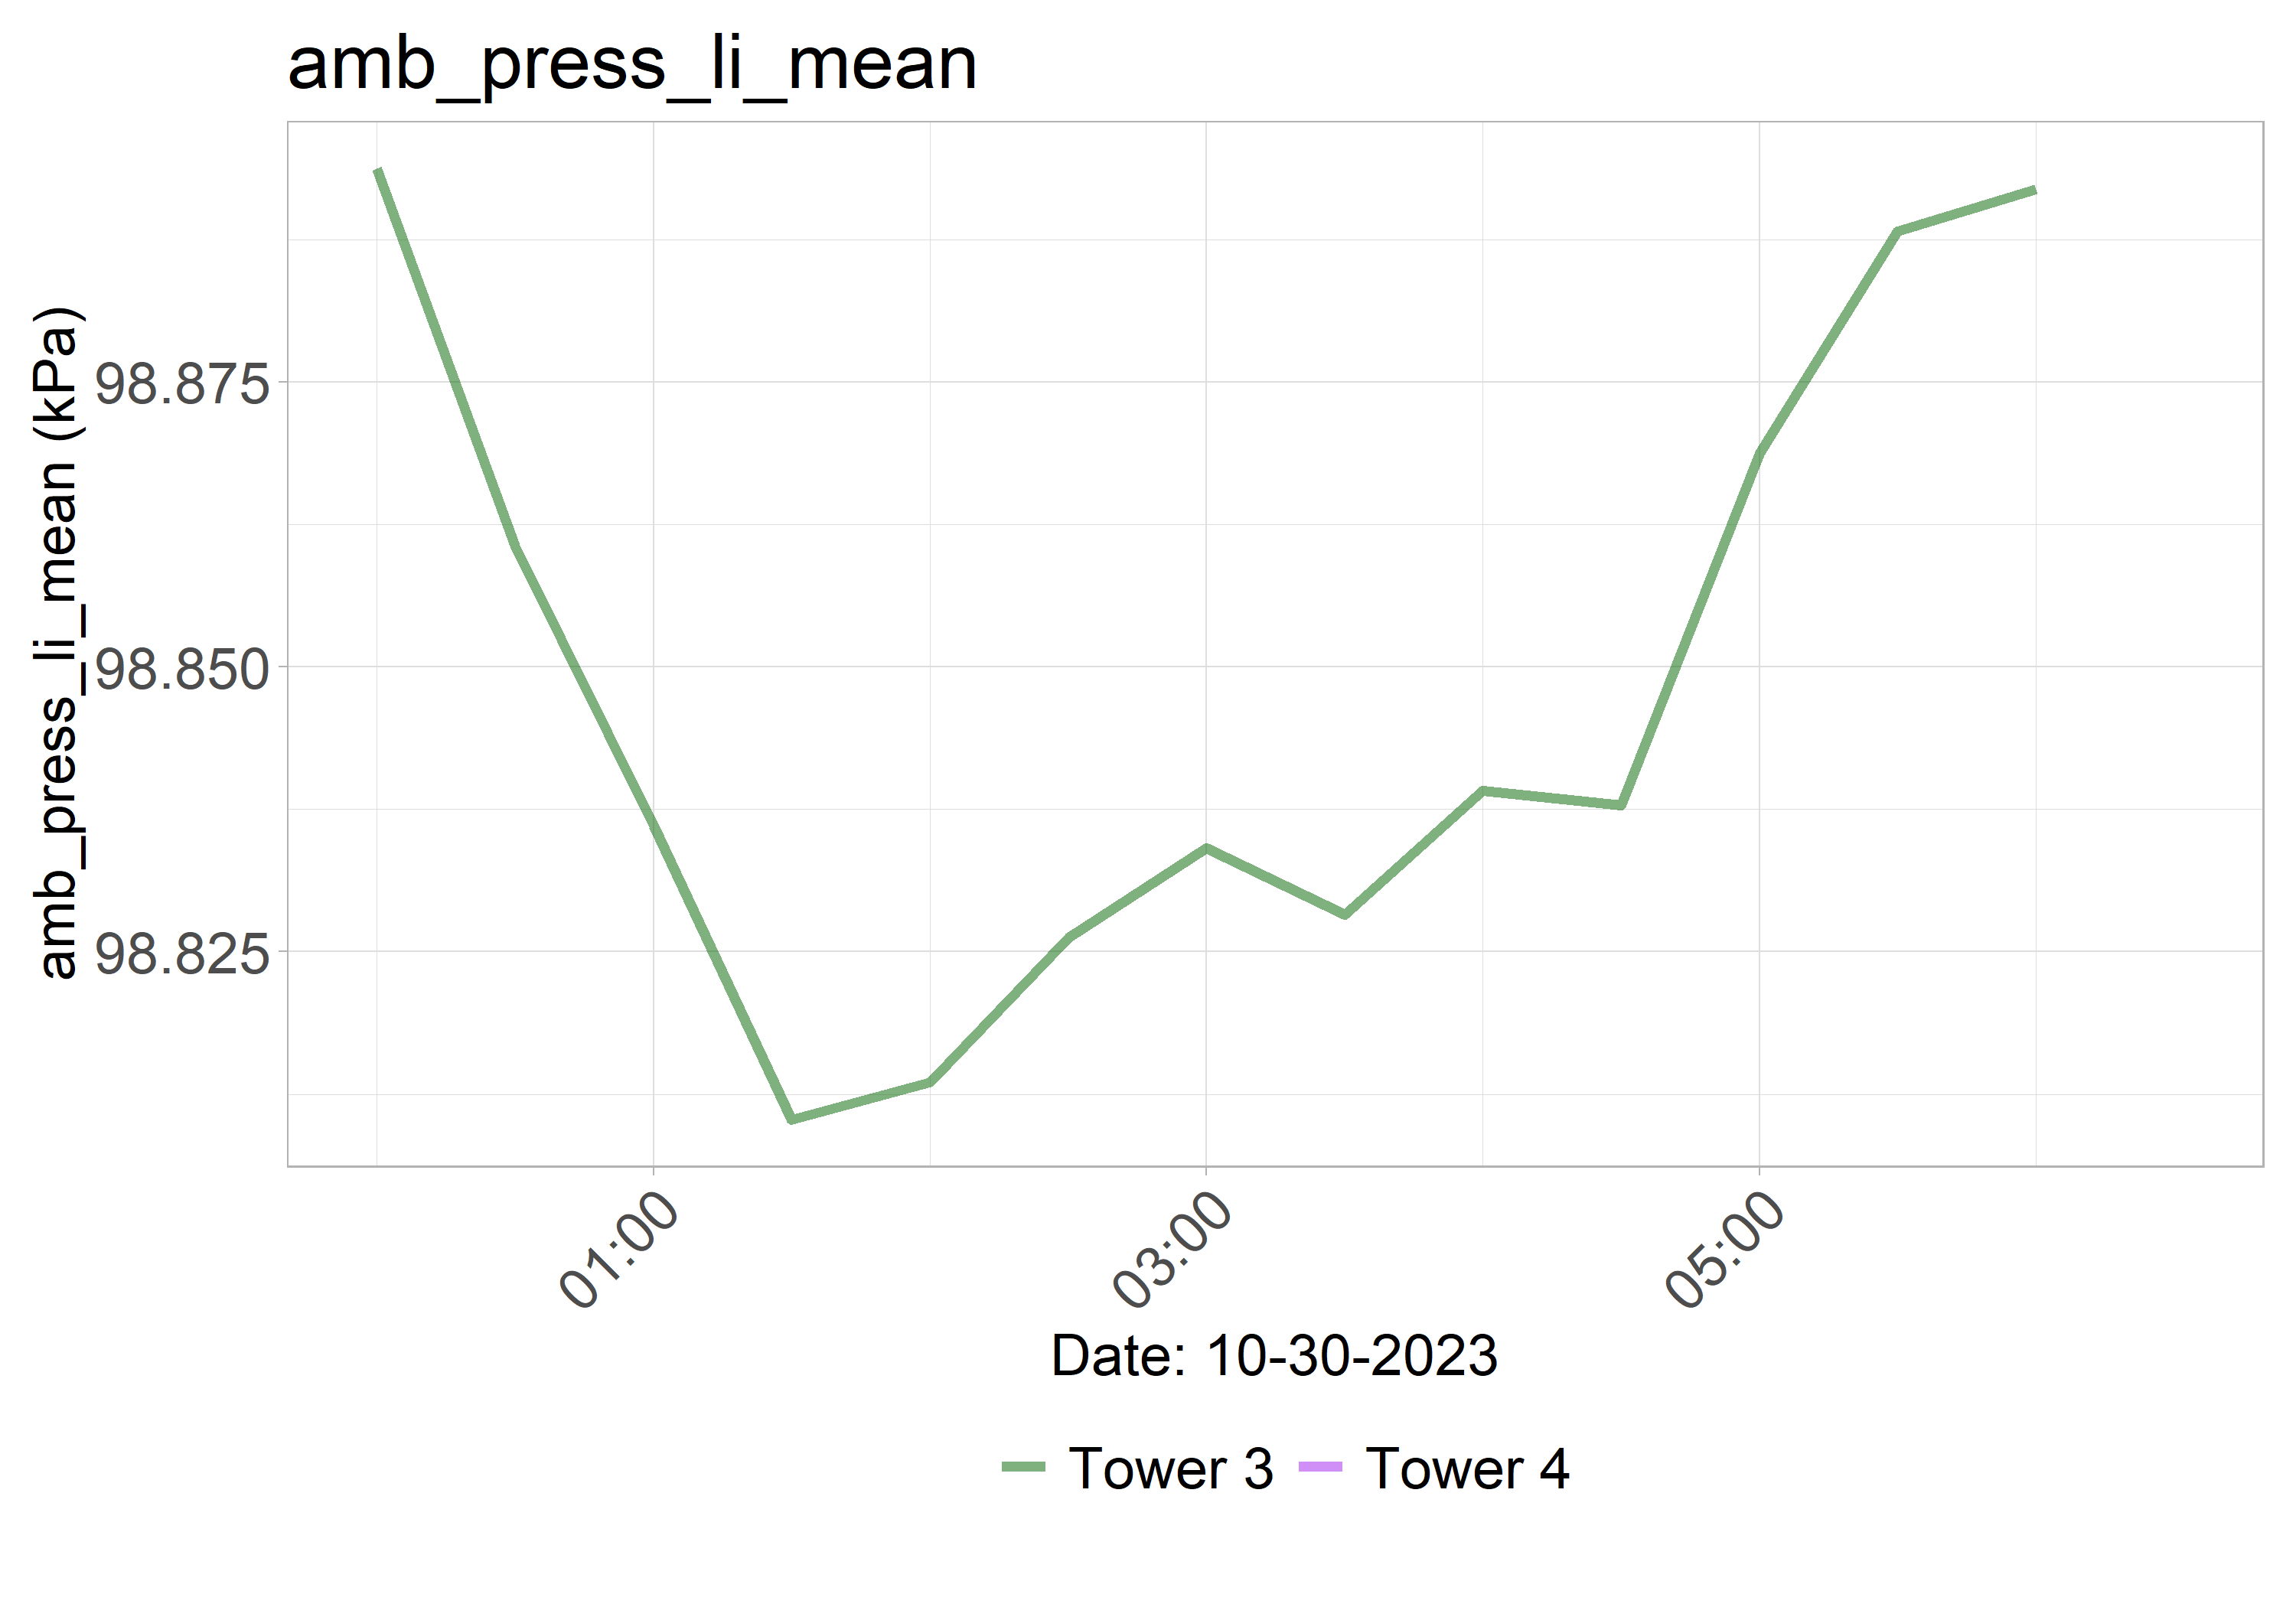 amb_press_li_mean
amb_press_li_mean (kPa)
98.875
98.850
98.825
01:00
03:00
05:00
Date: 10-30-2023
Tower 3
Tower 4